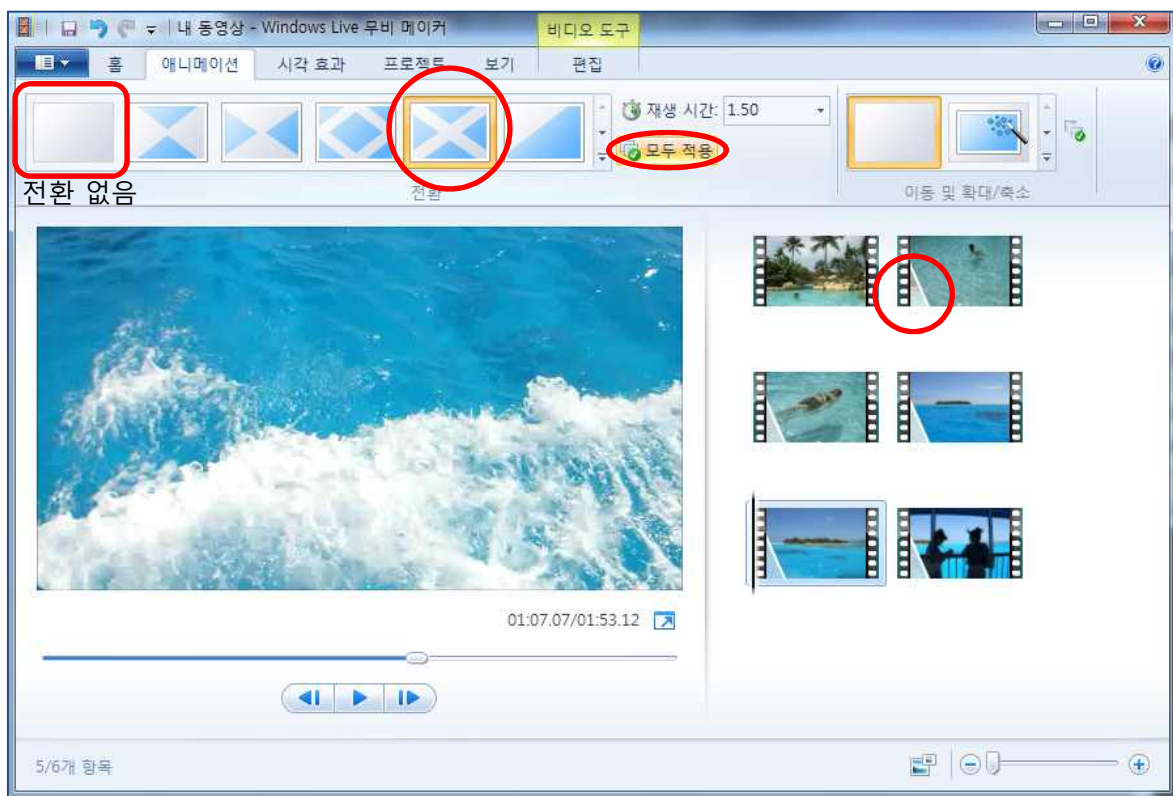 내 동영상 - Windows Live 무비 메이커
비디오 도구
홈 애니메이션 시각 효과 프로젝트 보기 편집
재생 시간: 1.50
모두 적용
전환 없음
전환
이동 및 확대/축소
01:07.07/01:53.12
5/6개 항목